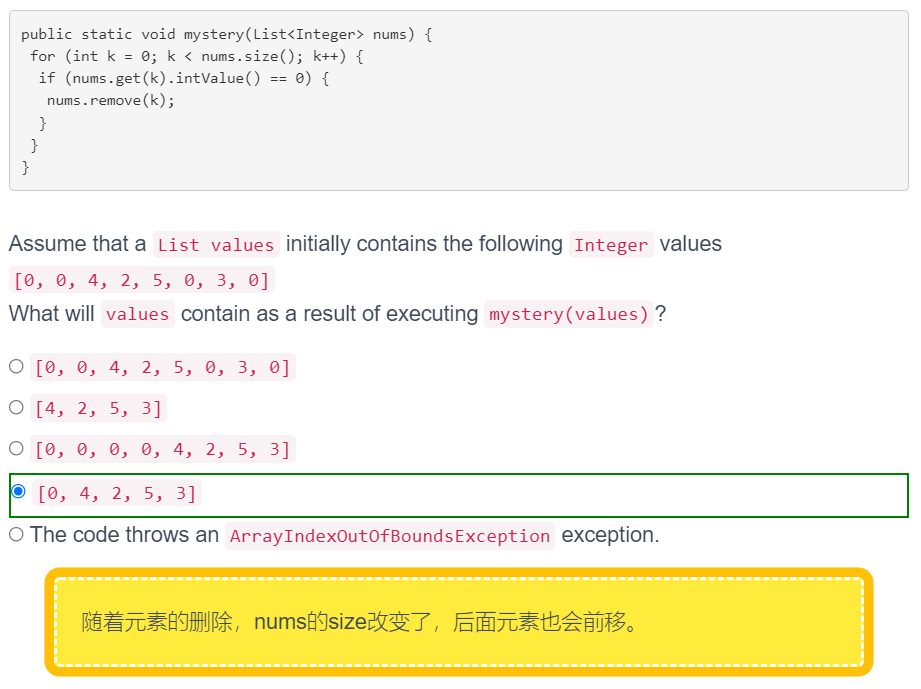 public static void mystery(List<Integer> nums) {
for (int k = 0; k < nums.size(); k++) {
if (nums.get(k).intValue() == 0) {
nums.remove(k);
}
}
}
Assume that a List values initially contains the following Integer values
[0, 0, 4, 2, 5, 0, 3, 0]
What will values contain as a result of executing mystery(values)?
[0, 0, 4, 2, 5, 0, 3, 0]
[4, 2, 5, 3]
[0, 0, 0, 0, 4, 2, 5, 3]
[0, 4, 2, 5, 3]
The code throws an ArrayIndexOutOfBoundsException exception.
随着元素的删除，nums的size改变了，后面元素也会前移。